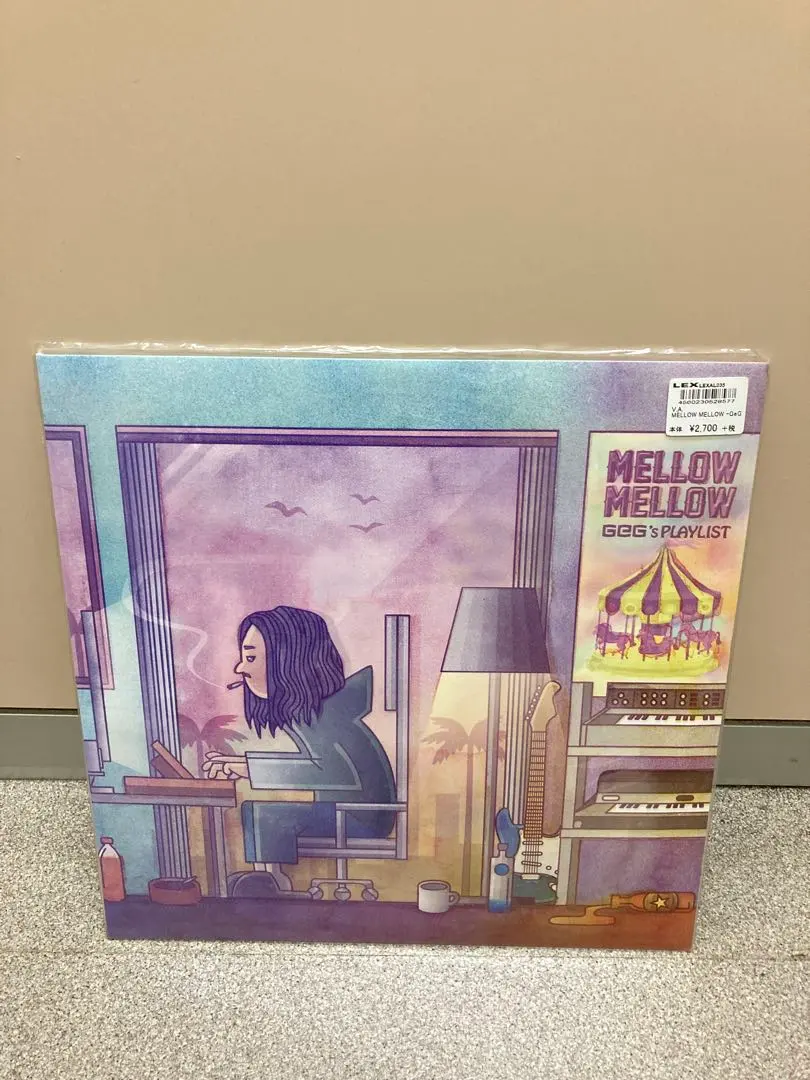 LEX LEXAL035
4560230528577
V.A.
MELLOW MELLOW -GeG
本体 ¥2,700 +税
MELLOW
MELLOW
GeG's PLAYLIST